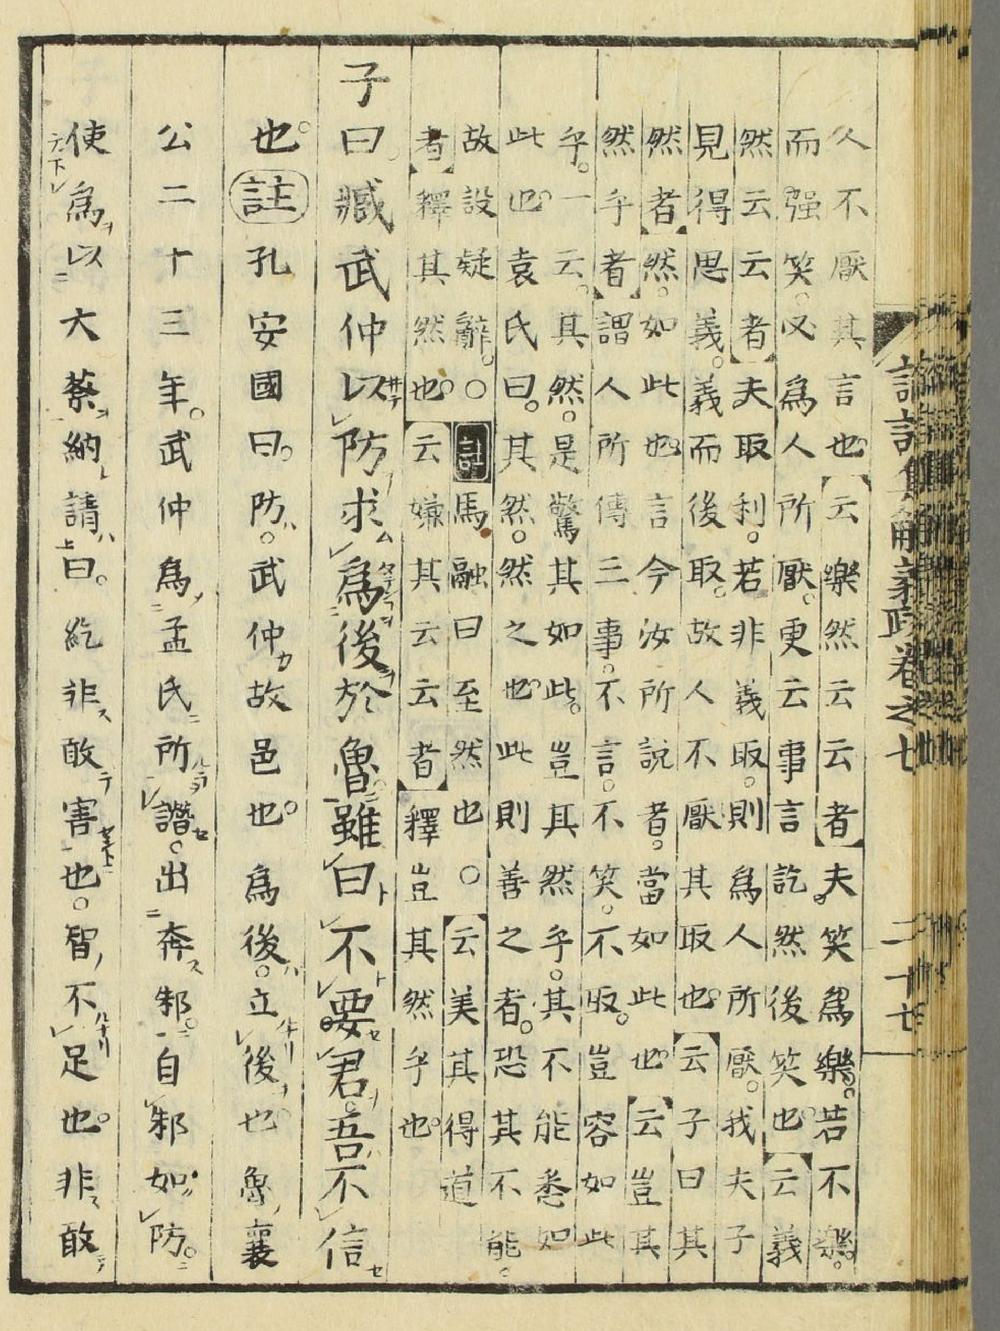 論語集解義疏卷之七 二十七
久不厭其言也云樂然云云者夫笑爲樂若不樂
而强笑必爲人所厭更云事言訖然後笑也云義
然云云者夫取利若非義取則爲人所厭我夫子
見得思義義而後取故人不厭其取也云子曰其
然者然如此也言今汝所說者當如此也云豈其
然乎者謂人所傳三事不言不笑不取豈容如此
乎一云其然是驚其如此豈其然乎其不能悉如
此也袁氏曰其然然之也此則善之者恐其不能
故設疑辭○註馬融曰至然也○云美其得道
者釋其然也云嫌其云云者釋豈其然乎也
子曰臧武仲以防求爲後於魯雖曰不要君吾不信
也註孔安國曰防武仲故邑也爲後立後也魯襄
公二十三年武仲爲孟氏所譖出奔邾自邾如防
使爲以大蔡納請曰紇非敢害也智不足也非敢